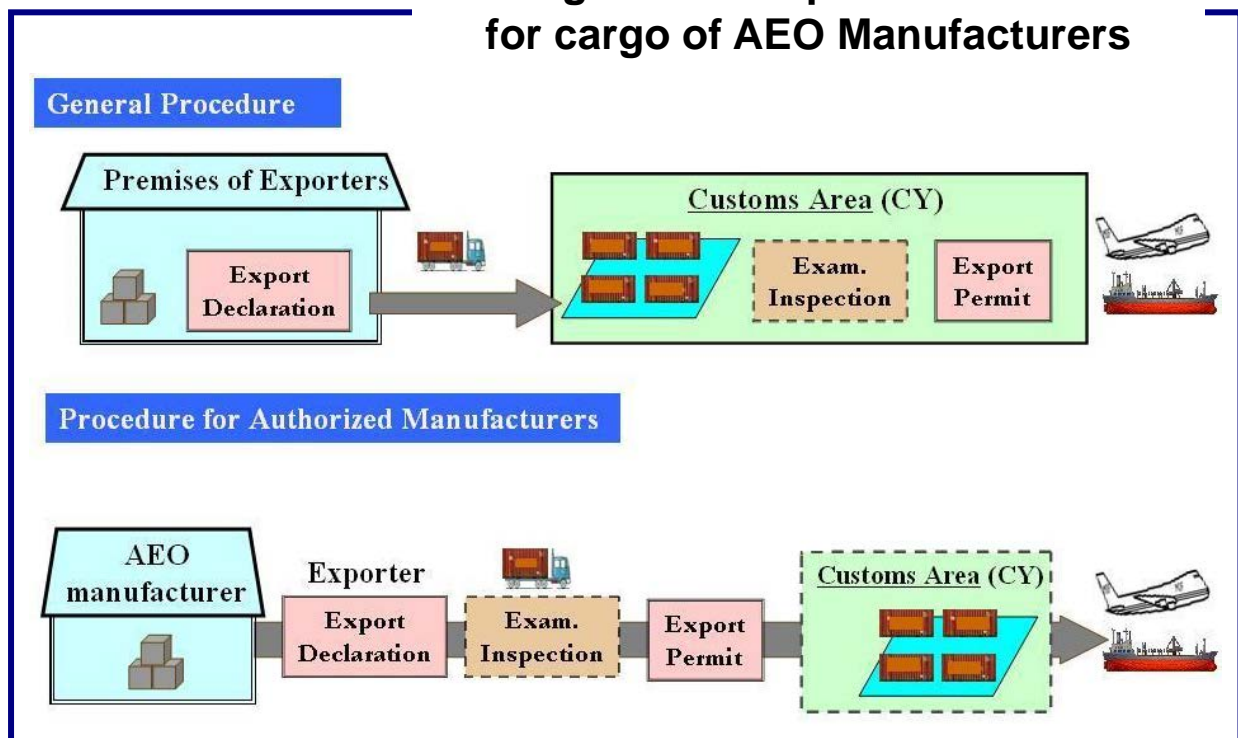 for cargo of AEO Manufacturers
General Procedure
Premises of Exporters
Export
Declaration
Customs Area (CY)
Exam.
Inspection
Export
Permit
Procedure for Authorized Manufacturers
AEO
manufacturer
Exporter
Export
Declaration
Exam.
Inspection
Export
Permit
Customs Area (CY)